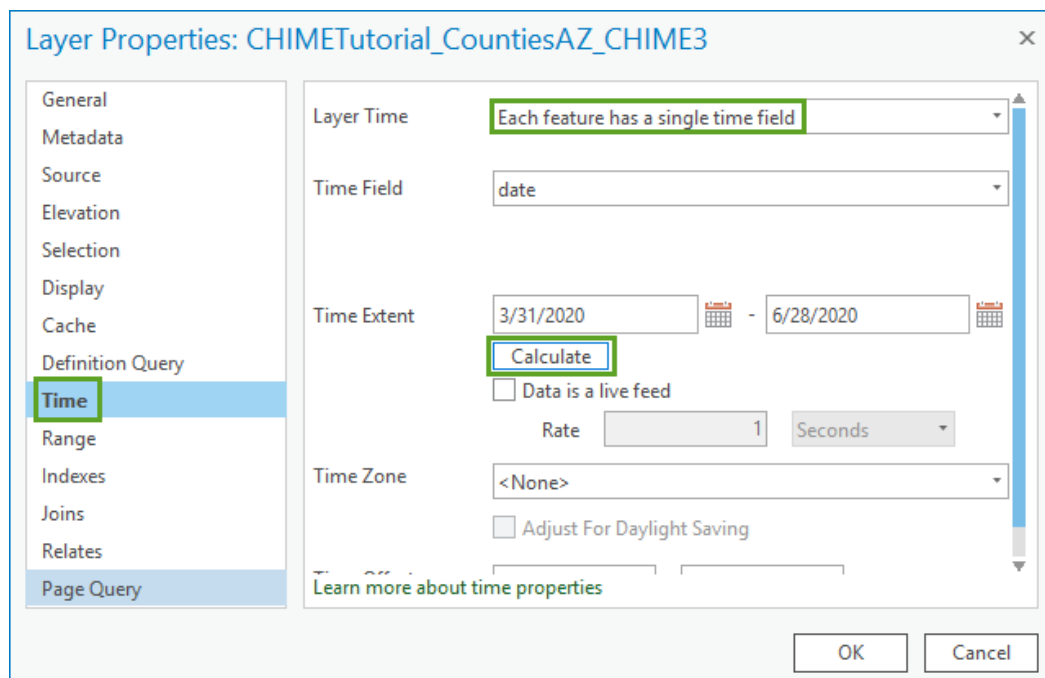 Layer Properties: CHIMETutorial_CountiesAZ_CHIME3
General
Metadata
Source
Elevation
Selection
Display
Cache
Definition Query
Time
Range
Indexes
Joins
Relates
Page Query
Layer Time
Each feature has a single time field
Time Field
date
Time Extent
3/31/2020 - 6/28/2020
Calculate
Data is a live feed
Rate 1 Seconds
Time Zone
<None>
Adjust For Daylight Saving
Learn more about time properties
OK Cancel